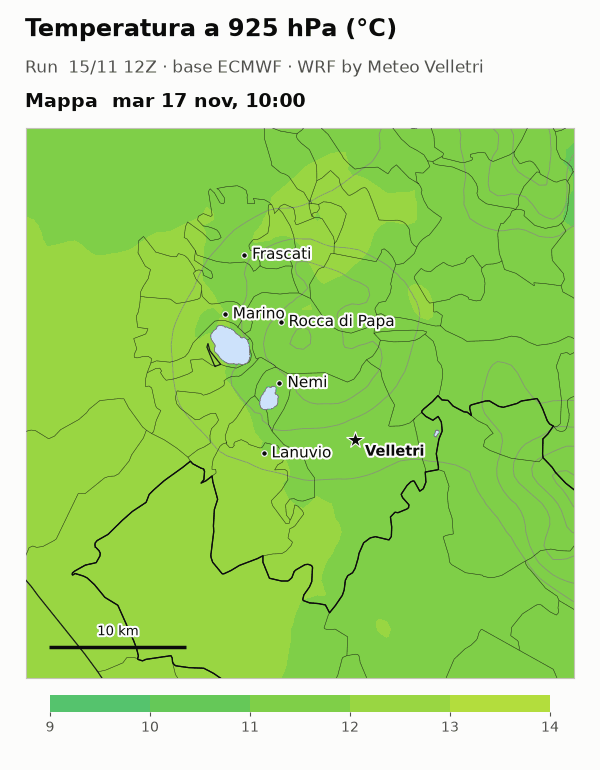 Temperatura a 925 hPa (°C)
Run  15/11 12Z · base ECMWF · WRF by Meteo Velletri
Mappa  mar 17 nov, 10:00
Frascati
Marino
Rocca di Papa
Nemi
Velletri
Lanuvio
10 km
9 10 11 12 13 14